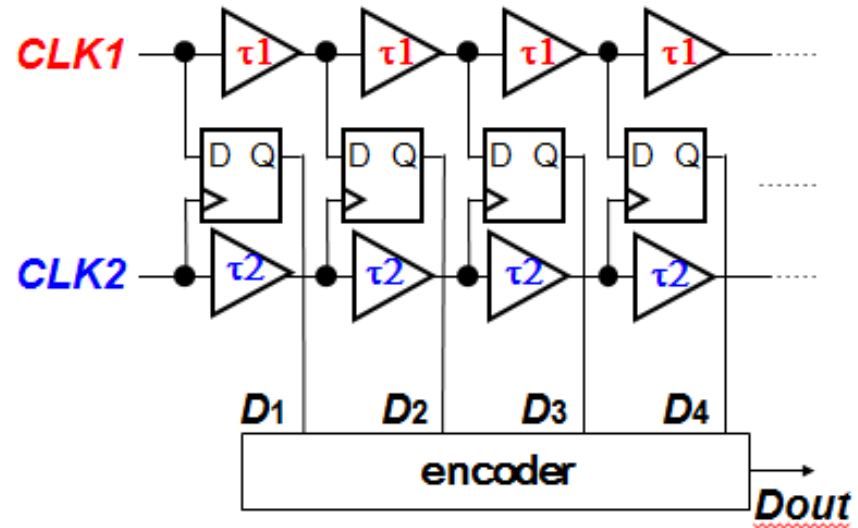 CLK1
τ1 τ1 τ1 τ1
D Q D Q D Q D Q
CLK2
τ2 τ2 τ2 τ2
D1 D2 D3 D4
encoder
Dout